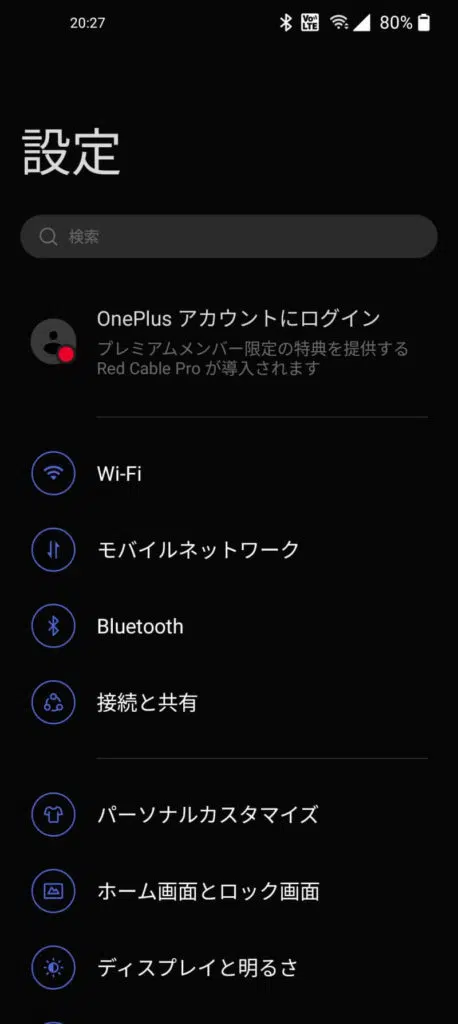 20:27
Vo LTE
80%
設定
検索
OnePlus アカウントにログイン
プレミアムメンバー限定の特典を提供する
Red Cable Pro が導入されます
Wi-Fi
モバイルネットワーク
Bluetooth
接続と共有
パーソナルカスタマイズ
ホーム画面とロック画面
ディスプレイと明るさ